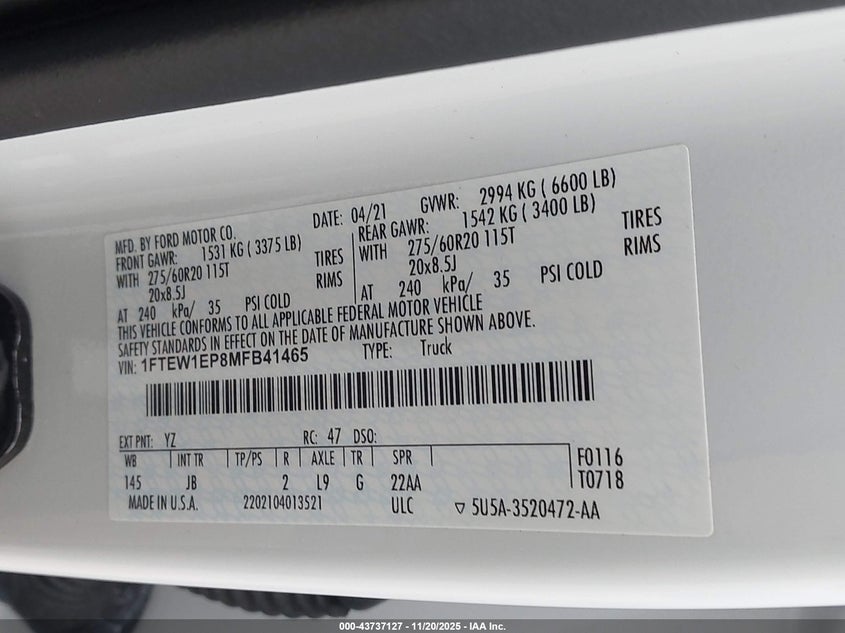 MFD. BY FORD MOTOR CO.
DATE: 04/21 GVWR: 2994 KG ( 6600 LB)
FRONT GAWR: 1531 KG ( 3375 LB)
WITH 275/60R20 115T TIRES
20x8.5J RIMS
AT 240 kPa/ 35 PSI COLD
REAR GAWR: 1542 KG ( 3400 LB)
WITH 275/60R20 115T TIRES
20x8.5J RIMS
AT 240 kPa/ 35 PSI COLD
THIS VEHICLE CONFORMS TO ALL APPLICABLE FEDERAL MOTOR VEHICLE
SAFETY STANDARDS IN EFFECT ON THE DATE OF MANUFACTURE SHOWN ABOVE.
VIN: 1FTEW1EP8MFB41465 TYPE: Truck
EXT PNT: YZ RC: 47 DSO:
WB INT TR TP/PS R AXLE TR SPR F0116
145 JB 2 L9 G 22AA T0718
MADE IN U.S.A. 2202104013521 ULC ▽ 5U5A-3520472-AA
000-43737127 - 11/20/2025 - IAA Inc.